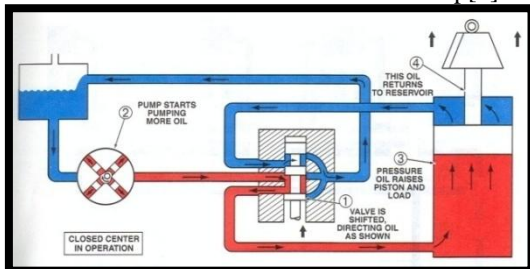 ②
PUMP STARTS
PUMPING
MORE OIL
④
THIS OIL
RETURNS
TO RESERVOIR
③
PRESSURE
OIL RAISES
PISTON AND
LOAD
①
VALVE IS
SHIFTED,
DIRECTING OIL
AS SHOWN
CLOSED CENTER
IN OPERATION